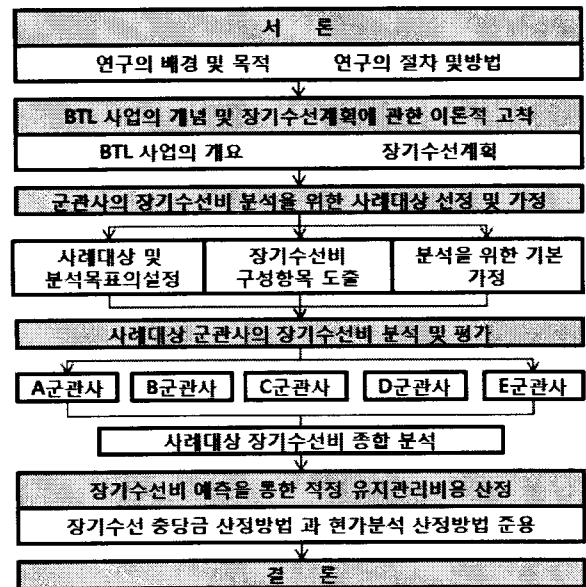 서 론
연구의 배경 및 목적 연구의 절차 및방법
BTL 사업의 개념 및 장기수선계획에 관한 이론적 고착
BTL 사업의 개요 장기수선계획
군관사의 장기수선비 분석을 위한 사례대상 선정 및 가정
사례대상 및
분석목표의설정
장기수선비
구성항목 도출
분석을 위한 기본
가정
사례대상 군관사의 장기수선비 분석 및 평가
A군관사 B군관사 C군관사 D군관사 E군관사
사례대상 장기수선비 종합 분석
장기수선비 예측을 통한 적정 유지관리비용 산정
장기수선 충당금 산정방법 과 현가분석 산정방법 준용
결 론